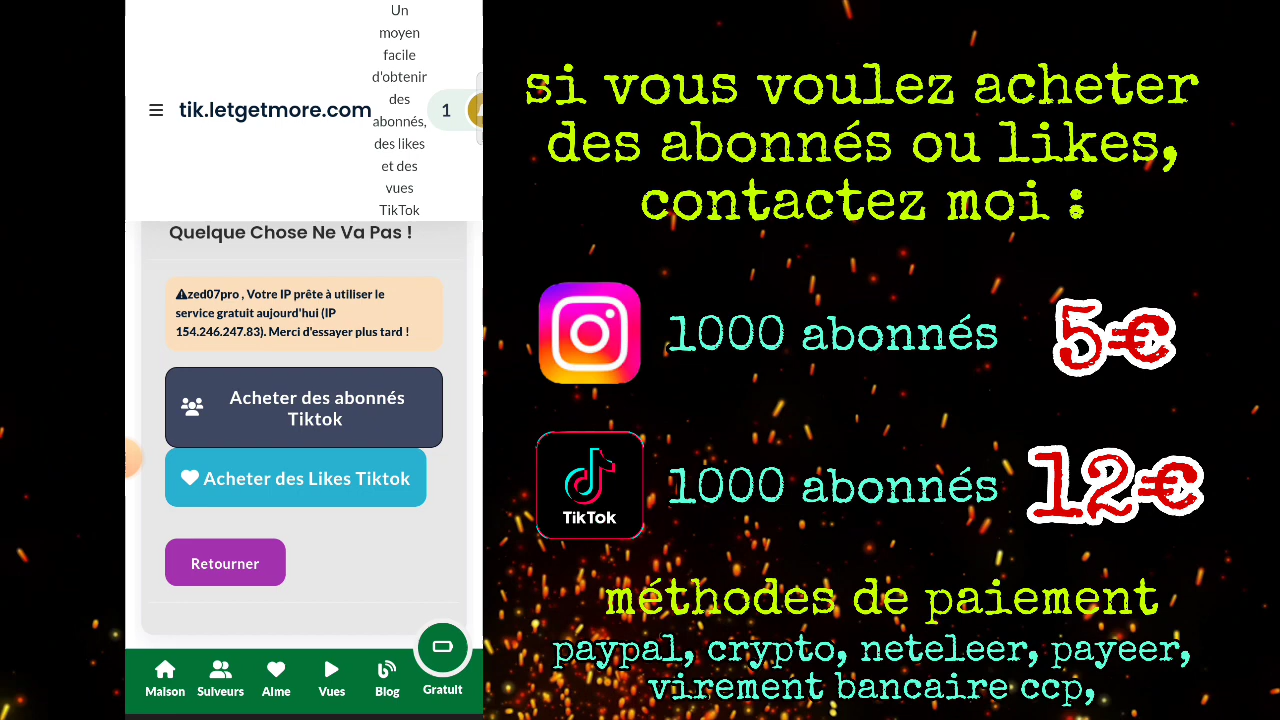 Un
moyen
facile
d'obtenir
des
abonnés,
des likes
et des
vues
TikTok
tik.letgetmore.com
1
Quelque Chose Ne Va Pas !
zed07pro , Votre IP prête à utiliser le
service gratuit aujourd'hui (IP
154.246.247.83). Merci d'essayer plus tard !
Acheter des abonnés
Tiktok
Acheter des Likes Tiktok
Retourner
Maison
Suiveurs
Aime
Vues
Blog
Gratuit
si vous voulez acheter
des abonnés ou likes,
contactez moi :
1000 abonnés
5€
TikTok
1000 abonnés
12€
méthodes de paiement
paypal, crypto, neteleer, payeer,
virement bancaire ccp,